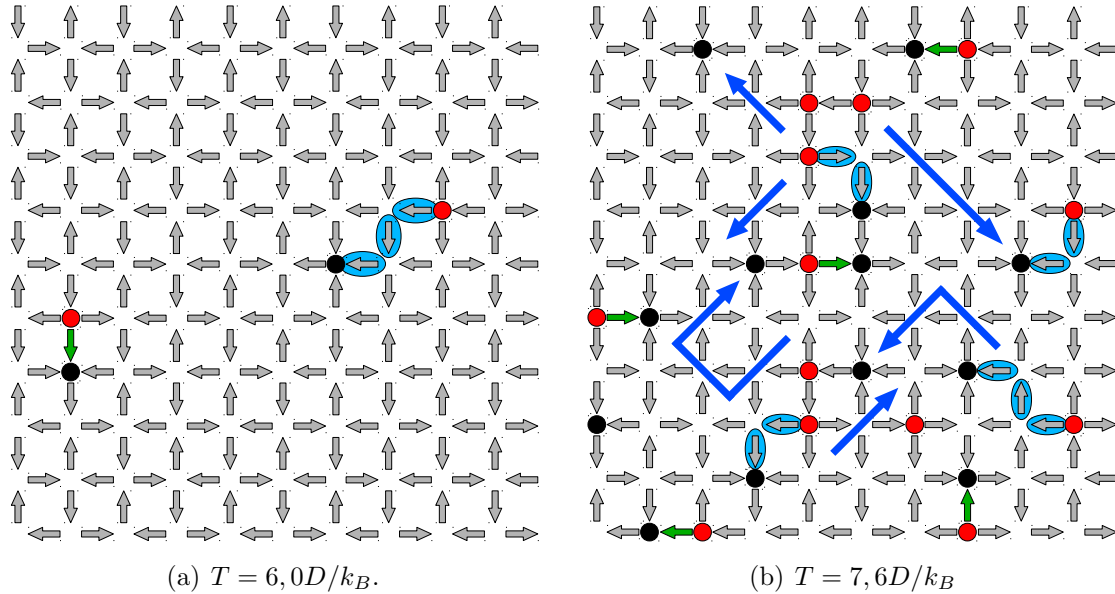 (a) T = 6, 0D/k_B.
(b) T = 7, 6D/k_B